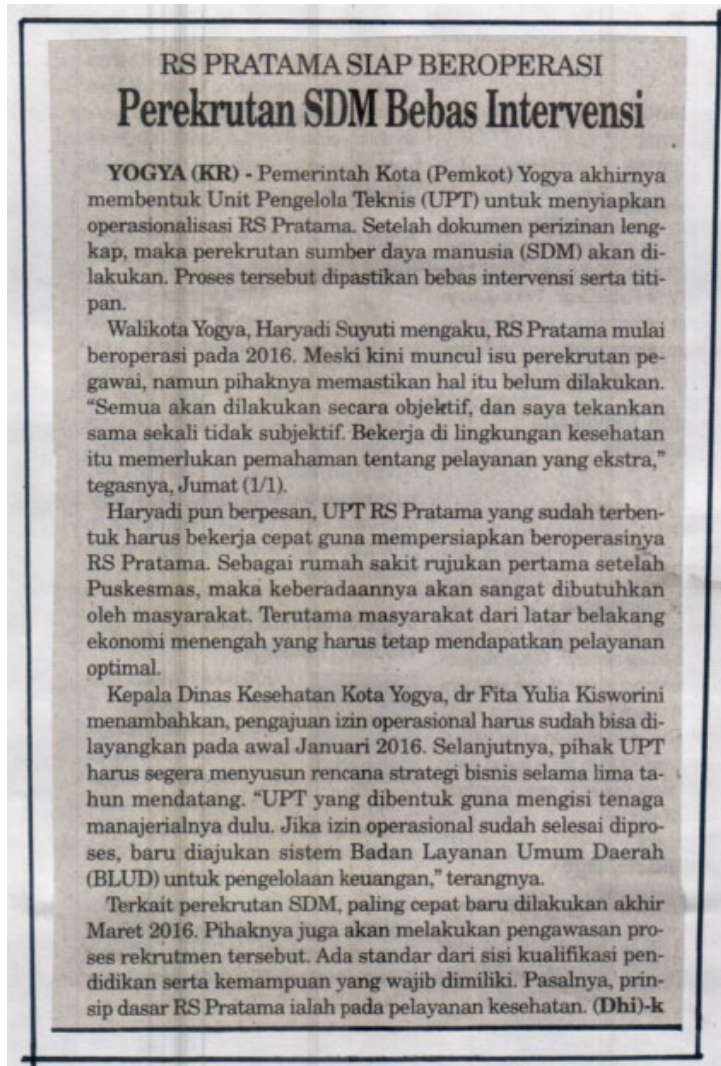 RS PRATAMA SIAP BEROPERASI
Perekrutan SDM Bebas Intervensi
YOGYA (KR) - Pemerintah Kota (Pemkot) Yogya akhirnya
membentuk Unit Pengelola Teknis (UPT) untuk menyiapkan
operasionalisasi RS Pratama. Setelah dokumen perizinan leng-
kap, maka perekrutan sumber daya manusia (SDM) akan di-
lakukan. Proses tersebut dipastikan bebas intervensi serta titi-
pan.
Walikota Yogya, Haryadi Suyuti mengaku, RS Pratama mulai
beroperasi pada 2016. Meski kini muncul isu perekrutan pe-
gawai, namun pihaknya memastikan hal itu belum dilakukan.
“Semua akan dilakukan secara objektif, dan saya tekankan
sama sekali tidak subjektif. Bekerja di lingkungan kesehatan
itu memerlukan pemahaman tentang pelayanan yang ekstra,”
tegasnya, Jumat (1/1).
Haryadi pun berpesan, UPT RS Pratama yang sudah terben-
tuk harus bekerja cepat guna mempersiapkan beroperasinya
RS Pratama. Sebagai rumah sakit rujukan pertama setelah
Puskesmas, maka keberadaannya akan sangat dibutuhkan
oleh masyarakat. Terutama masyarakat dari latar belakang
ekonomi menengah yang harus tetap mendapatkan pelayanan
optimal.
Kepala Dinas Kesehatan Kota Yogya, dr Fita Yulia Kisworini
menambahkan, pengajuan izin operasional harus sudah bisa di-
layangkan pada awal Januari 2016. Selanjutnya, pihak UPT
harus segera menyusun rencana strategi bisnis selama lima ta-
hun mendatang. “UPT yang dibentuk guna mengisi tenaga
manajerialnya dulu. Jika izin operasional sudah selesai dipro-
ses, baru diajukan sistem Badan Layanan Umum Daerah
(BLUD) untuk pengelolaan keuangan,” terangnya.
Terkait perekrutan SDM, paling cepat baru dilakukan akhir
Maret 2016. Pihaknya juga akan melakukan pengawasan pro-
ses rekrutmen tersebut. Ada standar dari sisi kualifikasi pen-
didikan serta kemampuan yang wajib dimiliki. Pasalnya, prin-
sip dasar RS Pratama ialah pada pelayanan kesehatan. (Dhi)-k